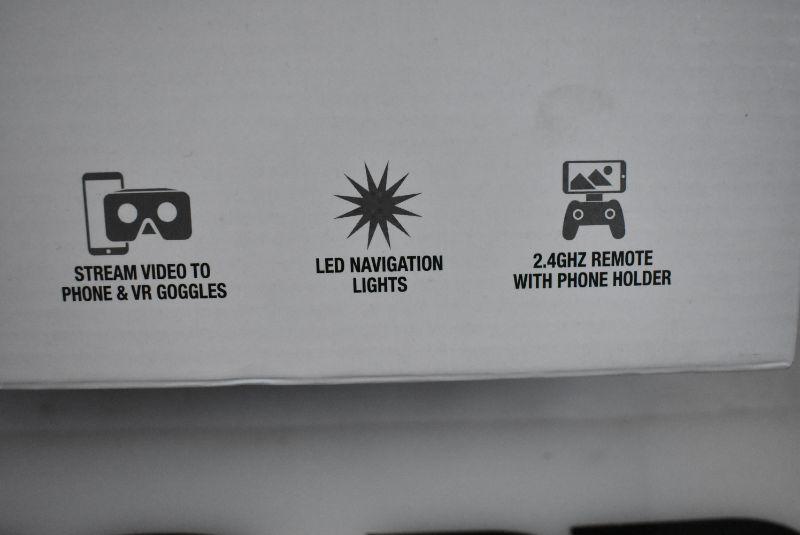 STREAM VIDEO TO
PHONE & VR GOGGLES
LED NAVIGATION
LIGHTS
2.4GHZ REMOTE
WITH PHONE HOLDER